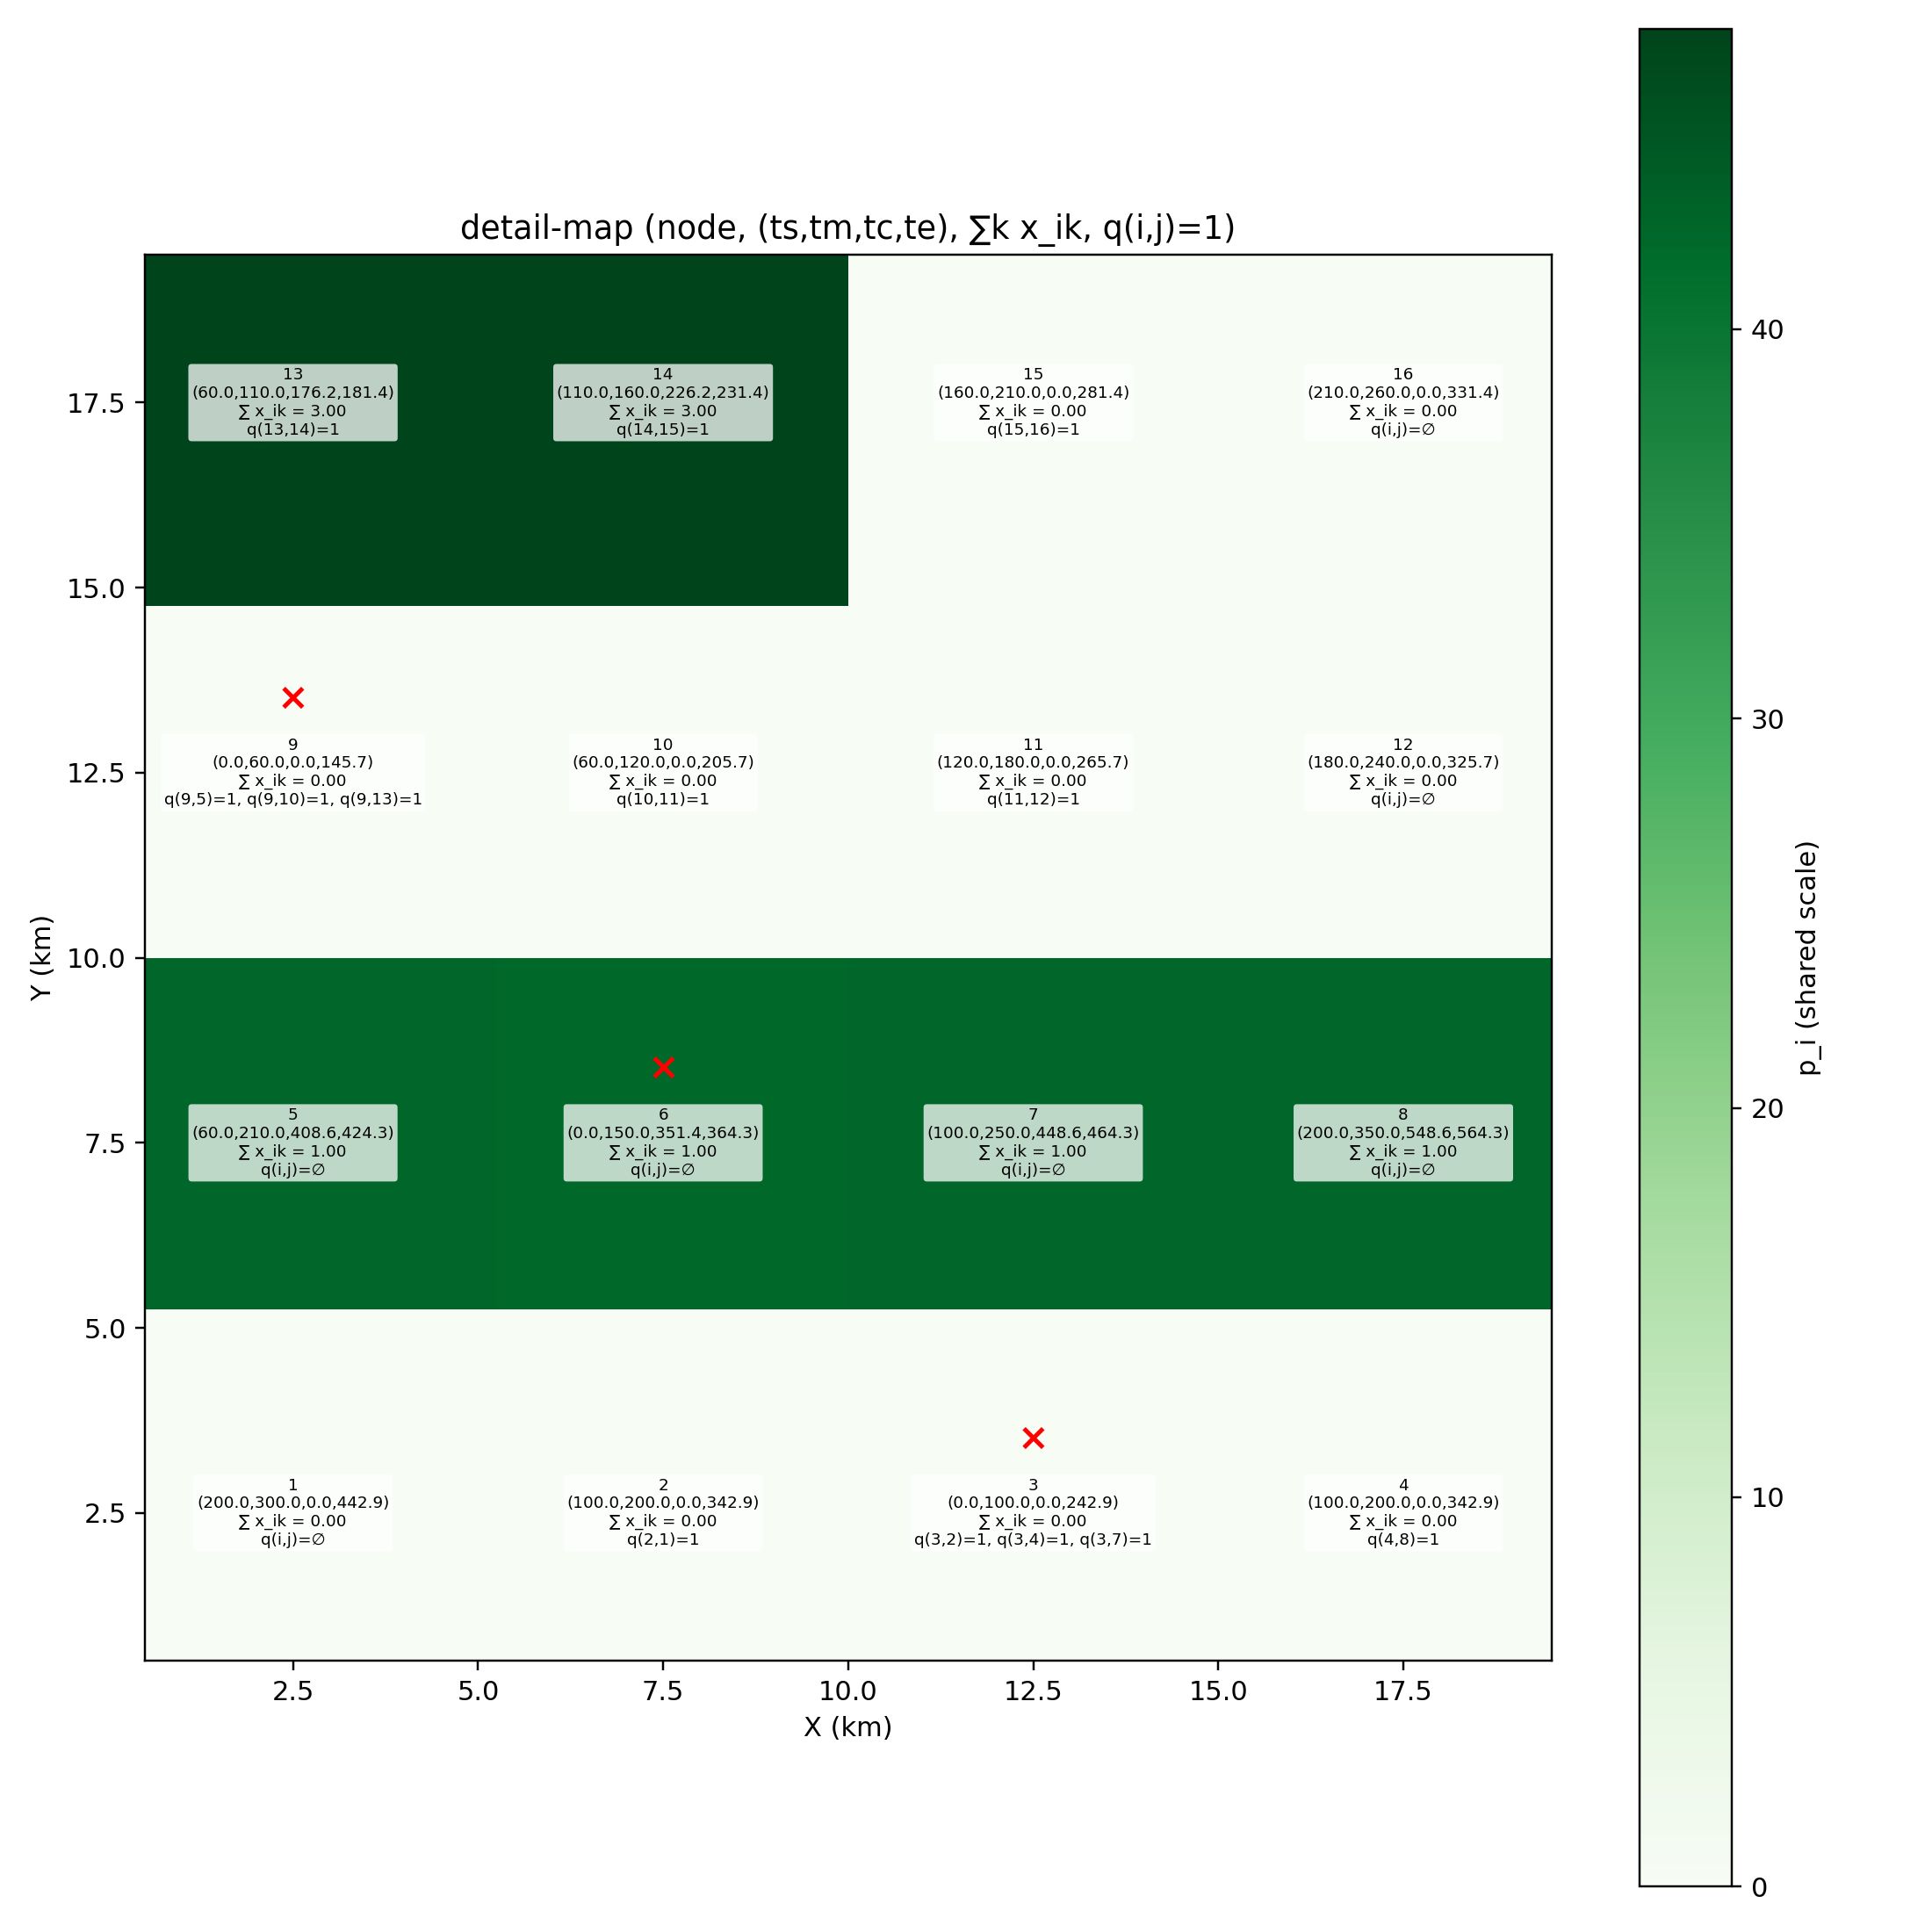 detail-map (node, (ts,tm,tc,te), ∑k x_ik, q(i,j)=1)
13
(60.0,110.0,176.2,181.4)
∑ x_ik = 3.00
q(13,14)=1
14
(110.0,160.0,226.2,231.4)
∑ x_ik = 3.00
q(14,15)=1
15
(160.0,210.0,0.0,281.4)
∑ x_ik = 0.00
q(15,16)=1
16
(210.0,260.0,0.0,331.4)
∑ x_ik = 0.00
q(i,j)=∅
9
(0.0,60.0,0.0,145.7)
∑ x_ik = 0.00
q(9,5)=1, q(9,10)=1, q(9,13)=1
10
(60.0,120.0,0.0,205.7)
∑ x_ik = 0.00
q(10,11)=1
11
(120.0,180.0,0.0,265.7)
∑ x_ik = 0.00
q(11,12)=1
12
(180.0,240.0,0.0,325.7)
∑ x_ik = 0.00
q(i,j)=∅
5
(60.0,210.0,408.6,424.3)
∑ x_ik = 1.00
q(i,j)=∅
6
(0.0,150.0,351.4,364.3)
∑ x_ik = 1.00
q(i,j)=∅
7
(100.0,250.0,448.6,464.3)
∑ x_ik = 1.00
q(i,j)=∅
8
(200.0,350.0,548.6,564.3)
∑ x_ik = 1.00
q(i,j)=∅
1
(200.0,300.0,0.0,442.9)
∑ x_ik = 0.00
q(i,j)=∅
2
(100.0,200.0,0.0,342.9)
∑ x_ik = 0.00
q(2,1)=1
3
(0.0,100.0,0.0,242.9)
∑ x_ik = 0.00
q(3,2)=1, q(3,4)=1, q(3,7)=1
4
(100.0,200.0,0.0,342.9)
∑ x_ik = 0.00
q(4,8)=1
17.5
15.0
12.5
10.0
7.5
5.0
2.5
Y (km)
2.5
5.0
7.5
10.0
12.5
15.0
17.5
X (km)
40
30
20
10
0
p_i (shared scale)